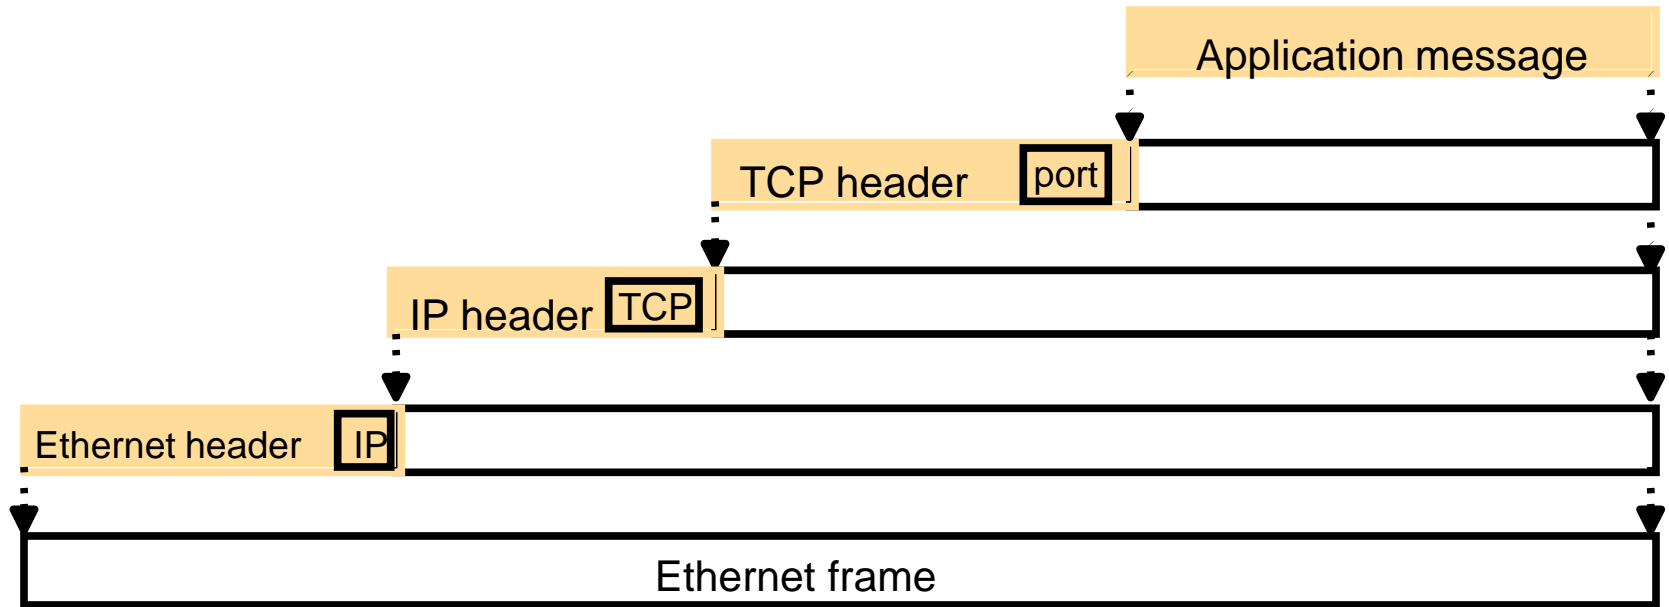 Application message
TCP header port
IP header TCP
Ethernet header IP
Ethernet frame